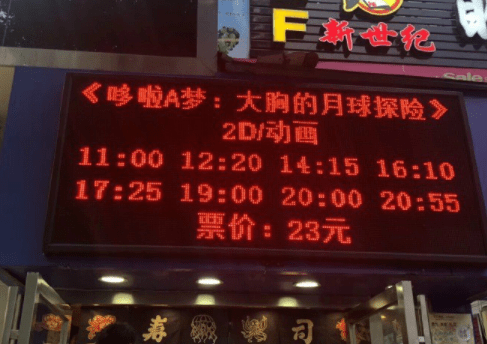 F 新世纪
Sale
《哆啦A梦：大胸的月球探险》
2D/动画
11:00 12:20 14:15 16:10
17:25 19:00 20:00 20:55
票价：23元
寿 司